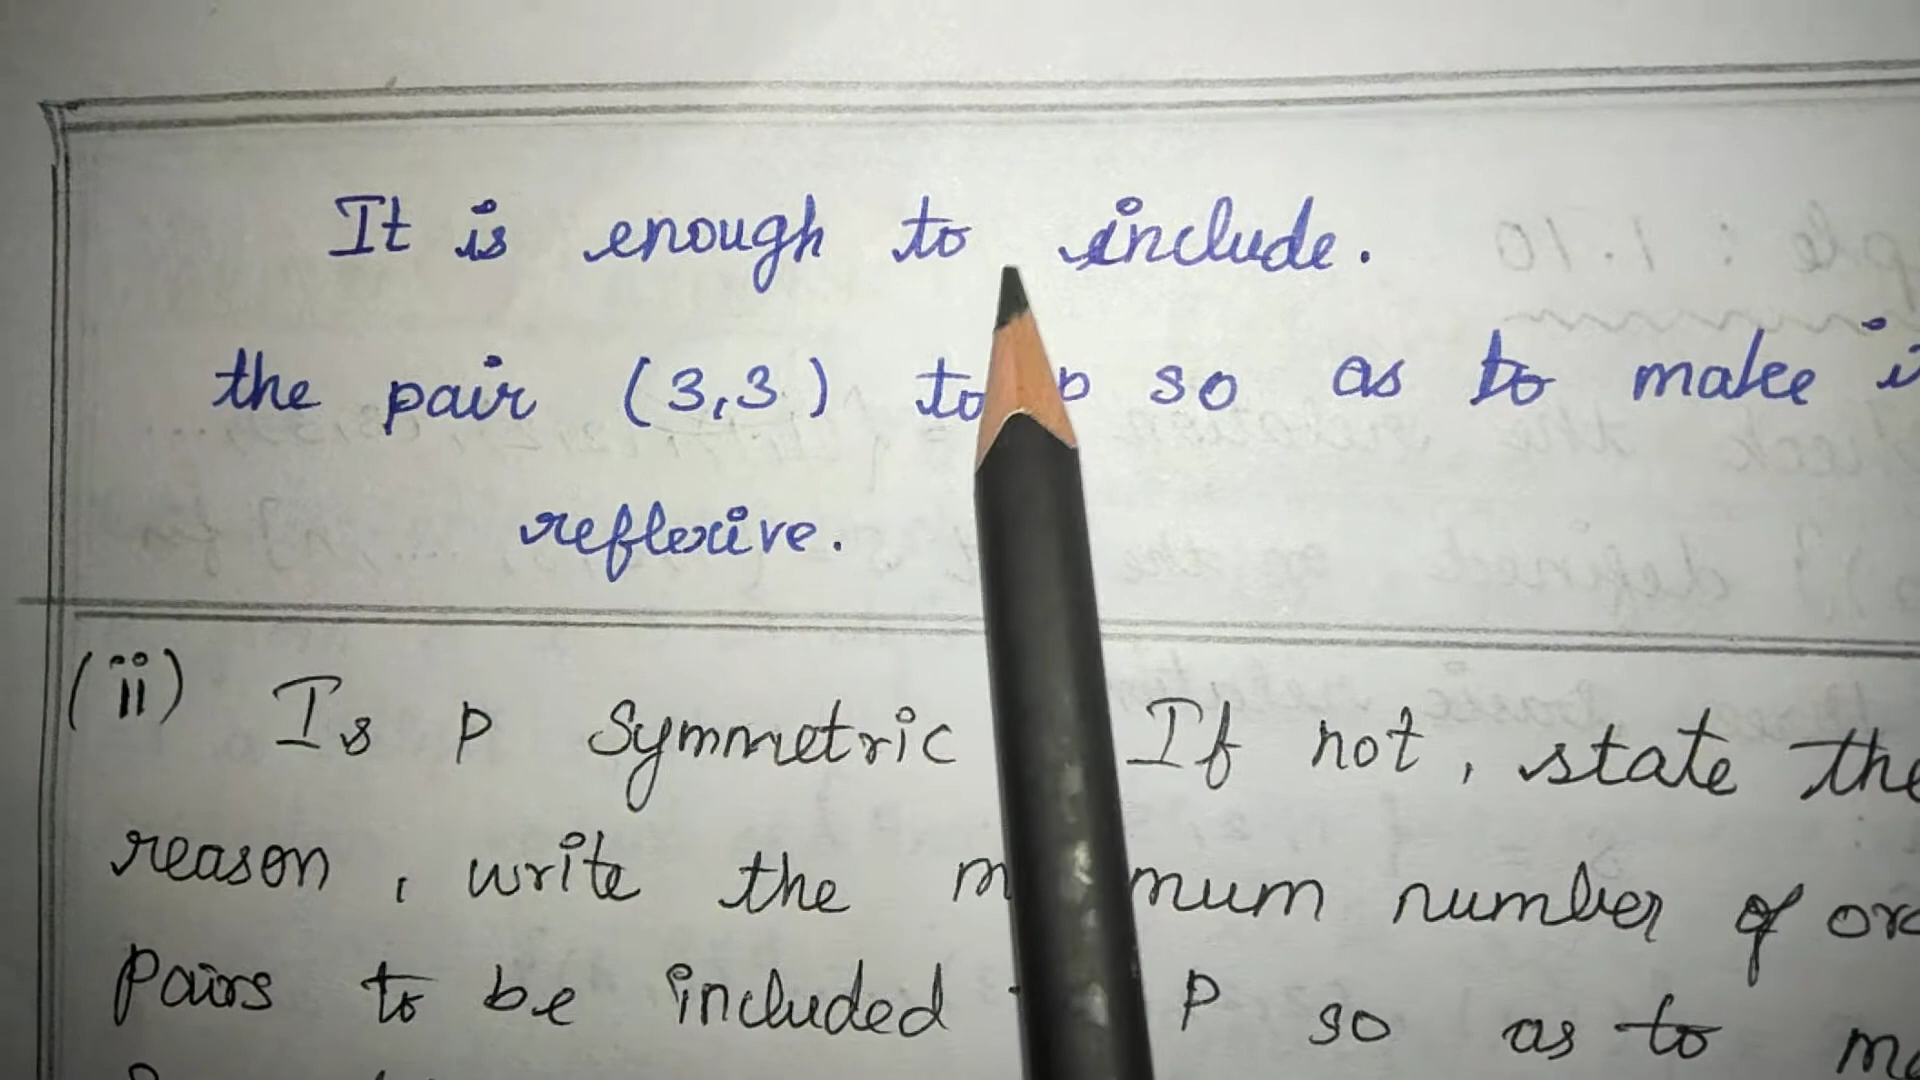 It is enough to include.
the pair (3,3) to p so as to make
reflexive.
(ii) Is P Symmetric If not, state the
reason, write the number of
pairs to be included P so as to